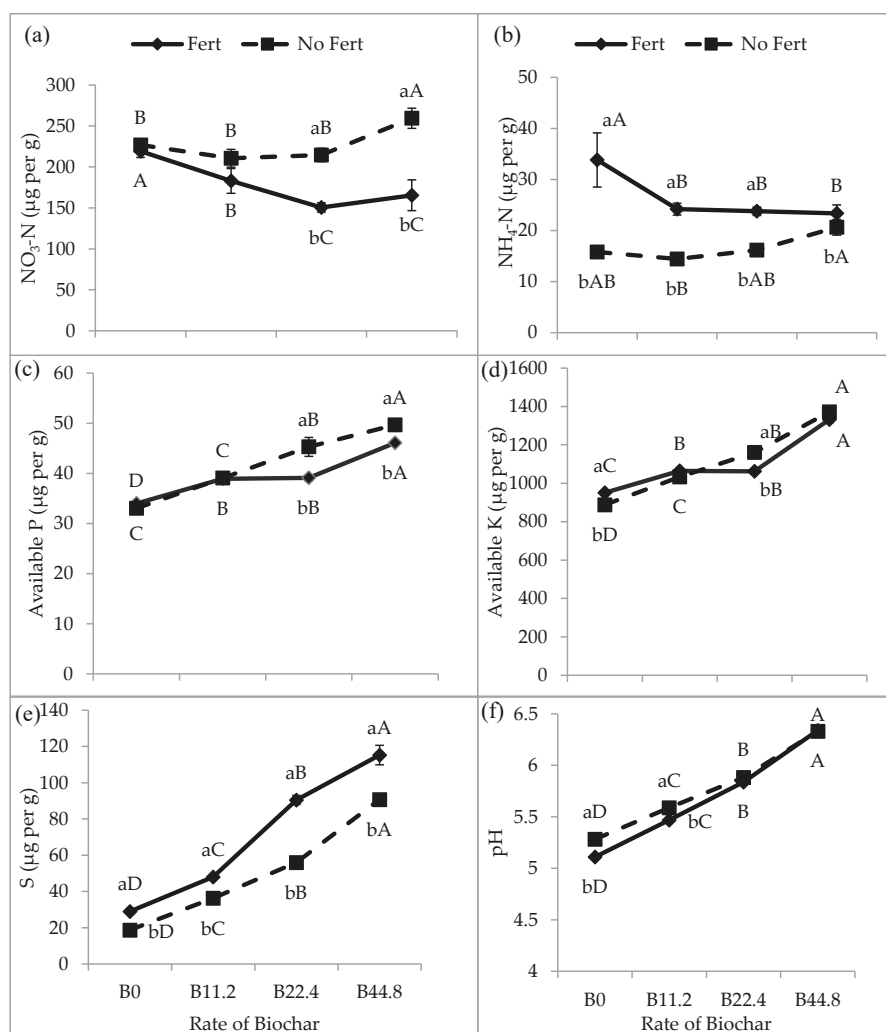 (a)
Fert
No Fert
NO₃-N (µg per g)
300
250
200
150
100
50
0
B
B
aB
aA
A
B
bC
bC
(b)
Fert
No Fert
NH₄-N (µg per g)
50
40
30
20
10
0
aA
aB
aB
B
bAB
bB
bAB
bA
(c)
Available P (µg per g)
60
50
40
30
20
10
0
D
C
aB
aA
C
B
bB
bA
(d)
Available K (µg per g)
1600
1400
1200
1000
800
600
400
200
0
aC
B
aB
A
bD
C
bB
A
(e)
S (µg per g)
140
120
100
80
60
40
20
0
aD
aC
aB
aA
bD
bC
bB
bA
B0
B11.2
B22.4
B44.8
Rate of Biochar
(f)
pH
6.5
6
5.5
5
4.5
4
aD
aC
B
A
bD
bC
B
A
B0
B11.2
B22.4
B44.8
Rate of Biochar